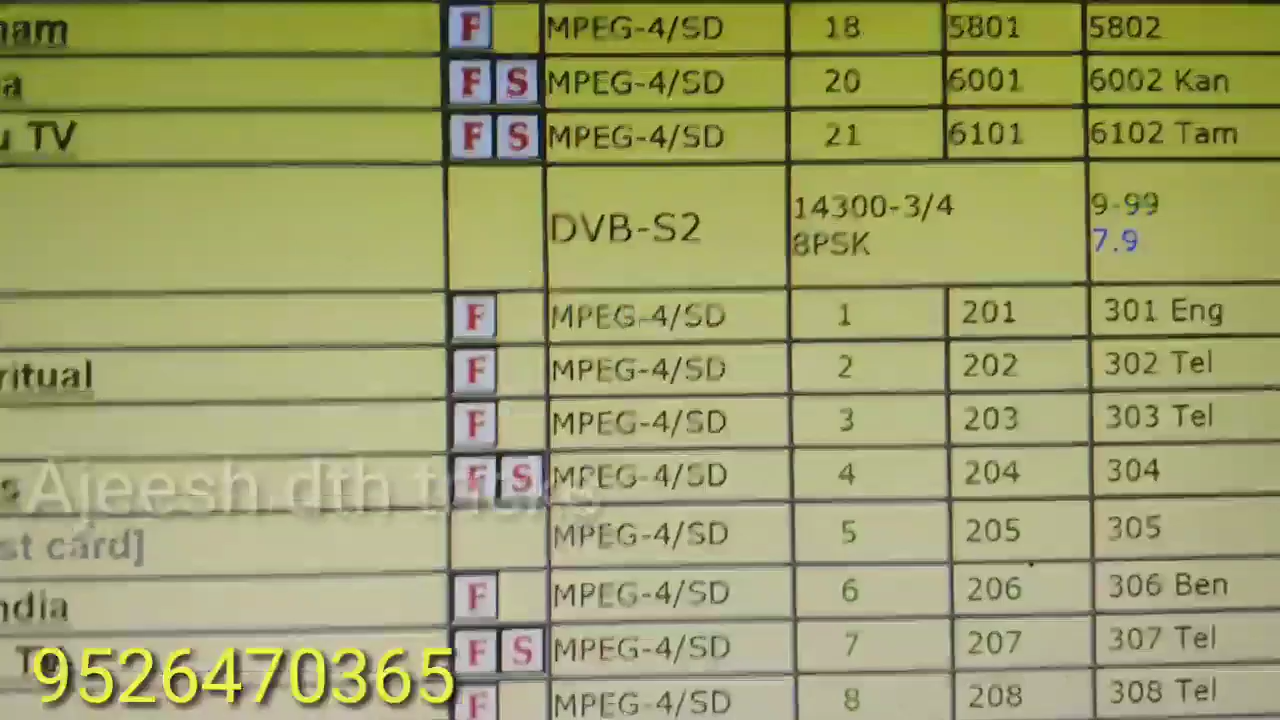 nam F MPEG-4/SD 18 5801 5802
a F S MPEG-4/SD 20 6001 6002 Kan
u TV F S MPEG-4/SD 21 6101 6102 Tam
DVB-S2 14300-3/4 9-99
8PSK 7.9
F MPEG-4/SD 1 201 301 Eng
ritual F MPEG-4/SD 2 202 302 Tel
F MPEG-4/SD 3 203 303 Tel
s F S MPEG-4/SD 4 204 304
Ajeesh dth tricks
st card] MPEG-4/SD 5 205 305
ndia F MPEG-4/SD 6 206 306 Ben
F S MPEG-4/SD 7 207 307 Tel
9526470365
F MPEG-4/SD 8 208 308 Tel